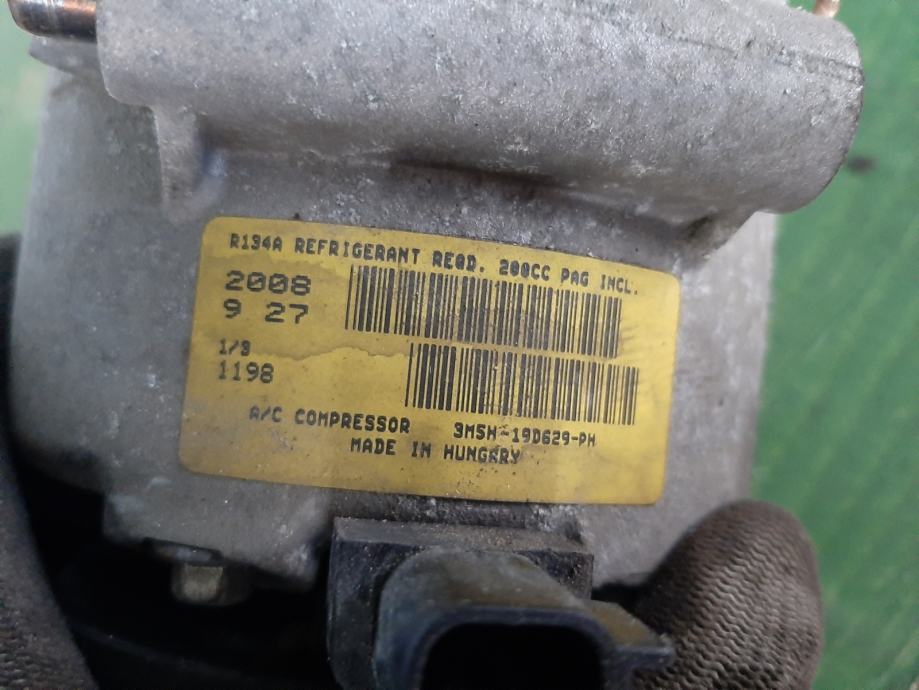 R134A REFRIGERANT REQD. 200CC PAG INCL.
2008
9 27
1/3
1198
A/C COMPRESSOR 3M5H-19D629-PH
MADE IN HUNGARY